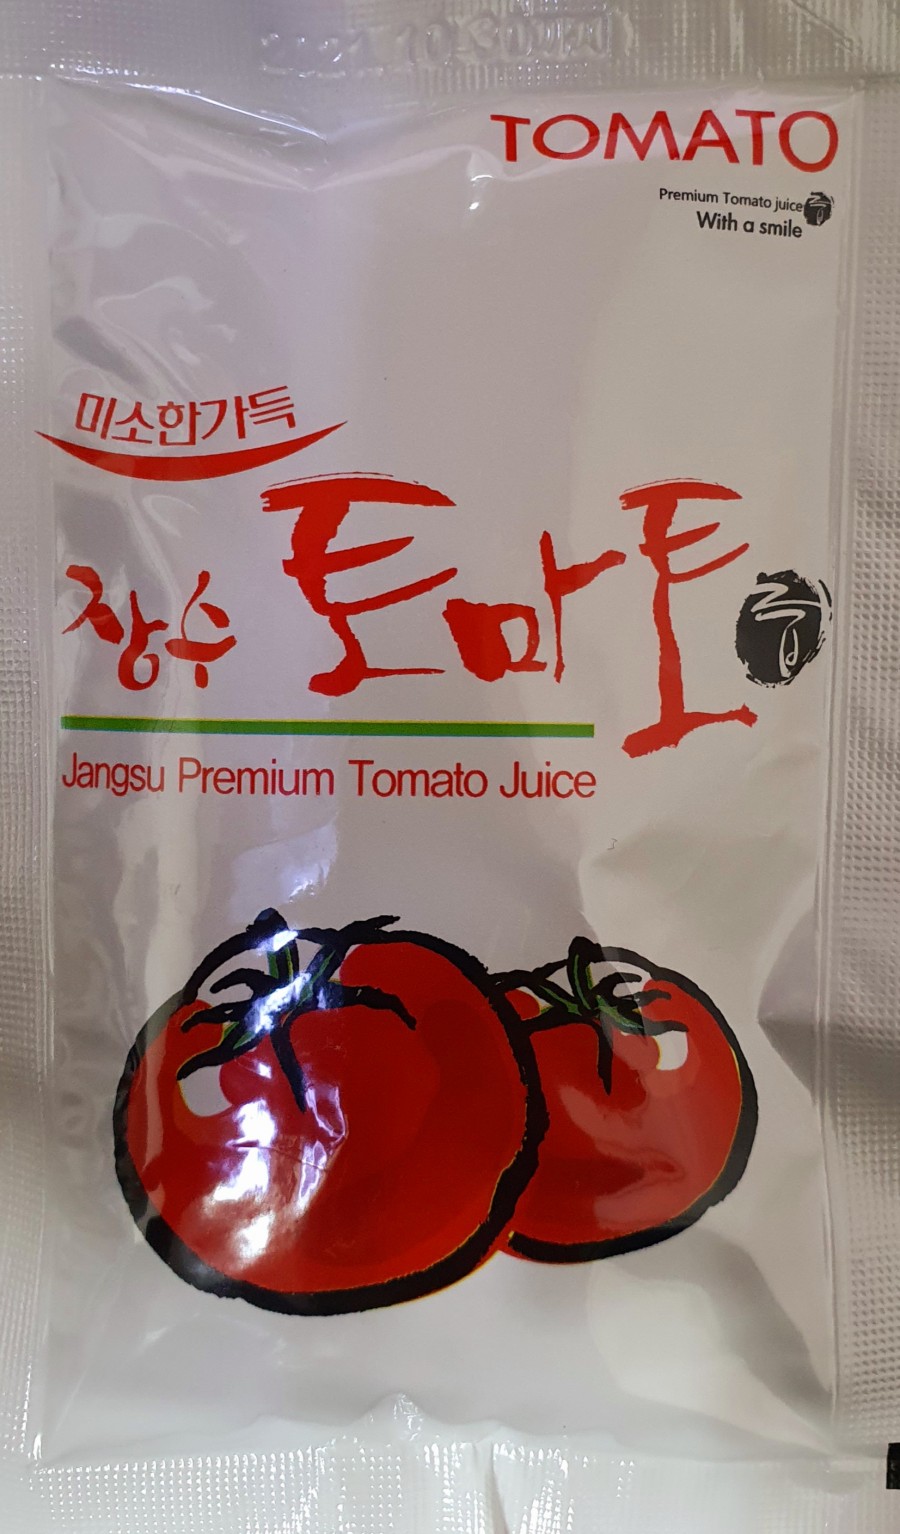 TOMATO
Premium Tomato juice 즙
With a smile
미소한가득
장수 토마토 즙
Jangsu Premium Tomato Juice